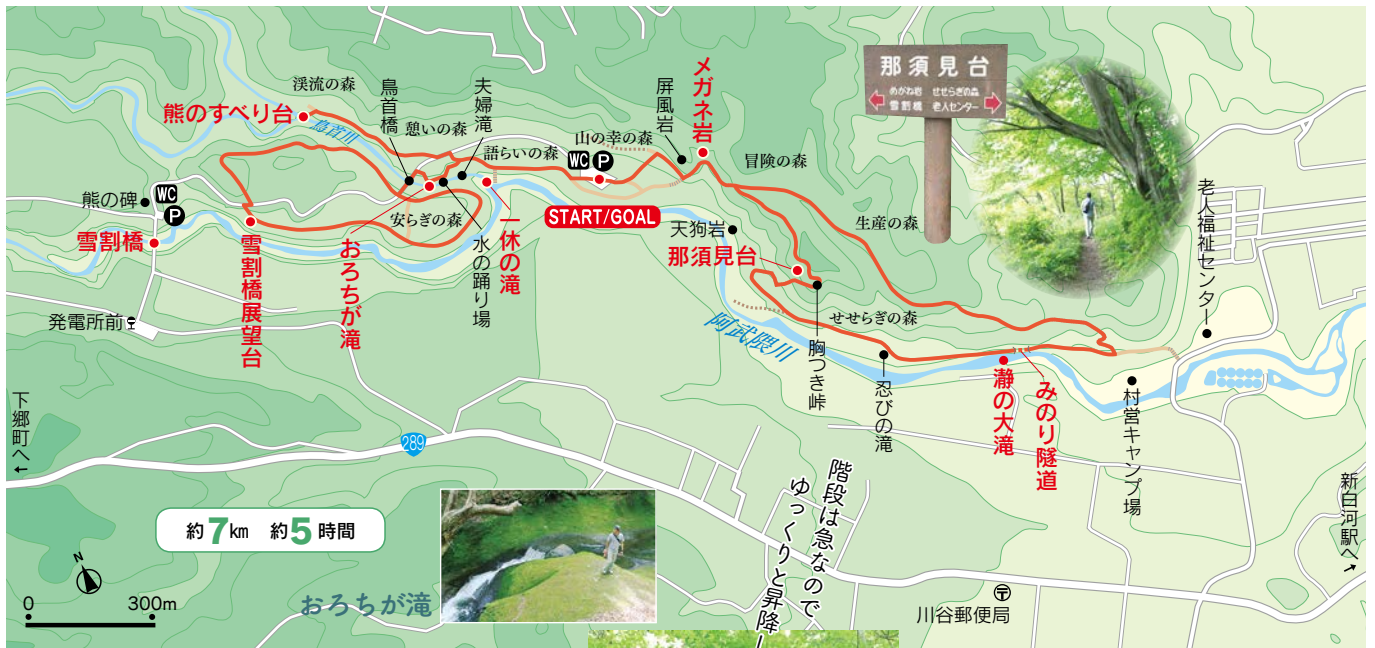 那須見台
めがね岩 せせらぎの森
雪割橋 老人センター
渓流の森
熊のすべり台
鳥首川
鳥首橋
憩いの森
夫婦滝
語らいの森
山の幸の森
WC P
屏風岩
メガネ岩
冒険の森
熊の碑
WC
P
雪割橋
安らぎの森
START/GOAL
天狗岩
那須見台
生産の森
老人福祉センター
発電所前
雪割橋展望台
おろちが滝
水の踊り場
一休の滝
阿武隈川
せせらぎの森
胸つき峠
忍びの滝
瀞の大滝
みのり隧道
村営キャンプ場
下郷町へ
289
新白河駅へ
約7km 約5時間
N
0 300m
おろちが滝
階段は急なので
ゆっくりと昇降し
川谷郵便局